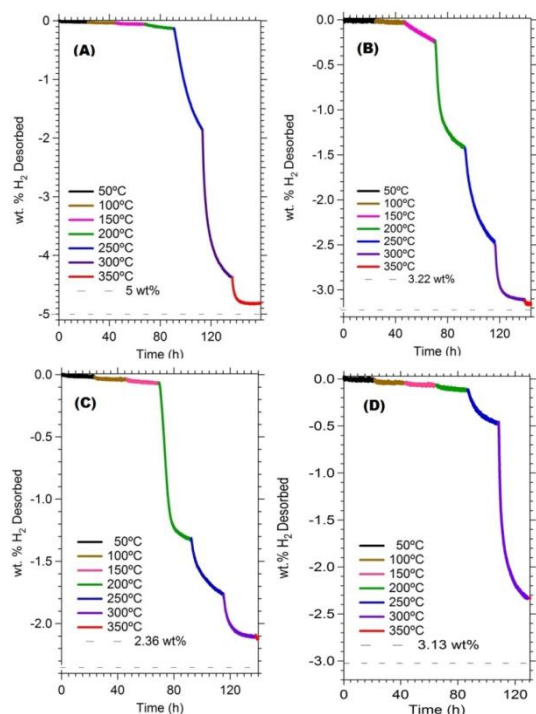 (A)
0
-1
-2
-3
-4
-5
wt. % H₂ Desorbed
50ºC
100ºC
150ºC
200ºC
250ºC
300ºC
350ºC
5 wt%
0 40 80 120
Time (h)
(B)
0.0
-0.5
-1.0
-1.5
-2.0
-2.5
-3.0
wt. % H₂ Desorbed
50ºC
100ºC
150ºC
200ºC
250ºC
300ºC
350ºC
3.22 wt%
0 40 80 120
Time (h)
(C)
0.0
-0.5
-1.0
-1.5
-2.0
wt. % H₂ Desorbed
50ºC
100ºC
150ºC
200ºC
250ºC
300ºC
350ºC
2.36 wt%
0 40 80 120
Time (h)
(D)
0.0
-0.5
-1.0
-1.5
-2.0
-2.5
-3.0
wt.% H₂ Desorbed
50ºC
100ºC
150ºC
200ºC
250ºC
300ºC
350ºC
3.13 wt%
0 40 80 120
Time (h)